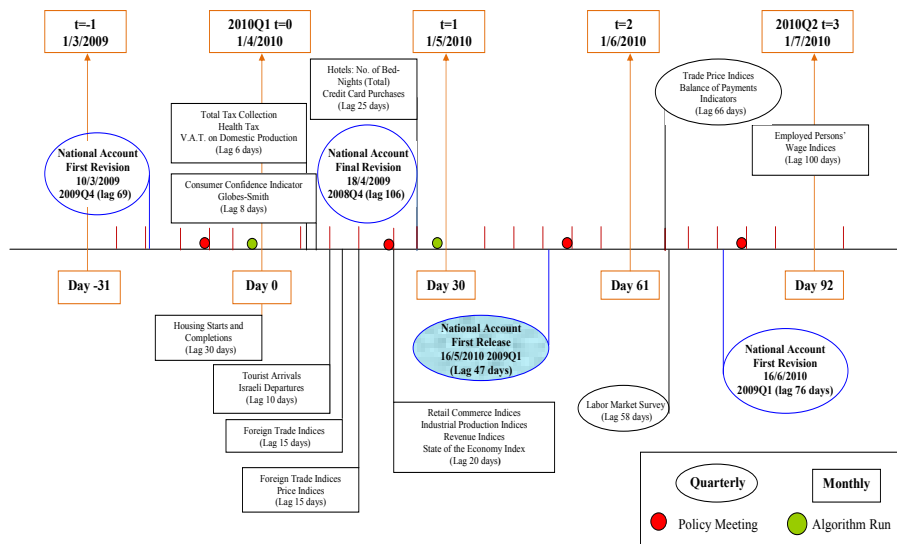 t=-1
1/3/2009
2010Q1 t=0
1/4/2010
t=1
1/5/2010
t=2
1/6/2010
2010Q2 t=3
1/7/2010
Hotels: No. of Bed-
Nights (Total)
Credit Card Purchases
(Lag 25 days)
Trade Price Indices
Balance of Payments
Indicators
(Lag 66 days)
Total Tax Collection
Health Tax
V.A.T. on Domestic Production
(Lag 6 days)
Employed Persons’
Wage Indices
(Lag 100 days)
National Account
First Revision
10/3/2009
2009Q4 (lag 69)
National Account
Final Revision
18/4/2009
2008Q4 (lag 106)
Consumer Confidence Indicator
Globes-Smith
(Lag 8 days)
Day -31
Day 0
Day 30
Day 61
Day 92
Housing Starts and
Completions
(Lag 30 days)
National Account
First Release
16/5/2010 2009Q1
(Lag 47 days)
National Account
First Revision
16/6/2010
2009Q1 (lag 76 days)
Tourist Arrivals
Israeli Departures
(Lag 10 days)
Labor Market Survey
(Lag 58 days)
Retail Commerce Indices
Industrial Production Indices
Revenue Indices
State of the Economy Index
(Lag 20 days)
Foreign Trade Indices
(Lag 15 days)
Foreign Trade Indices
Price Indices
(Lag 15 days)
Quarterly
Monthly
Policy Meeting
Algorithm Run